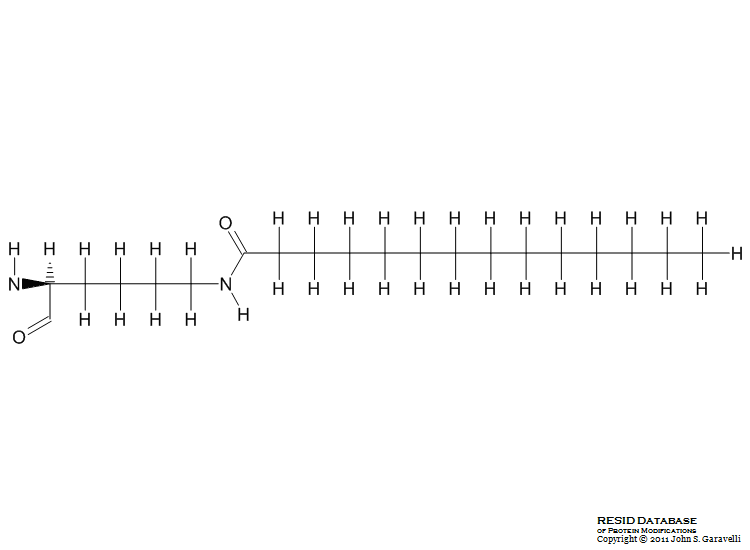 H H H H H H H H H H H H H
O
H H H H H H
H
N N
H H H H H H H H H H H H H
H
H H H H
O
RESID DATABASE
OF PROTEIN MODIFICATIONS
Copyright © 2011 John S. Garavelli